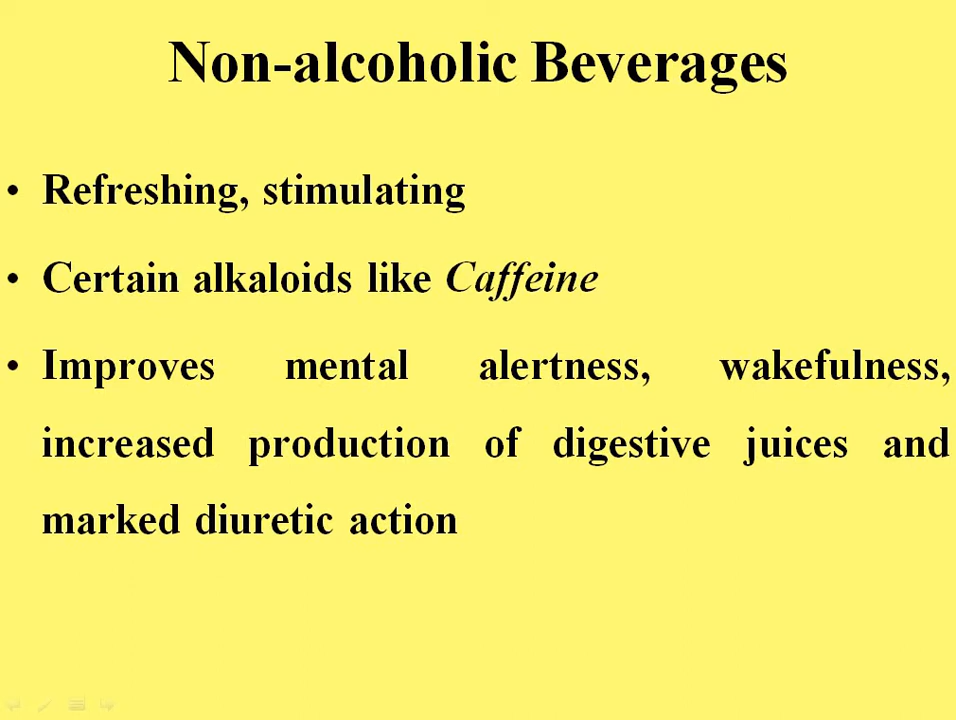 Non-alcoholic Beverages
• Refreshing, stimulating
• Certain alkaloids like Caffeine
• Improves mental alertness, wakefulness,
increased production of digestive juices and
marked diuretic action